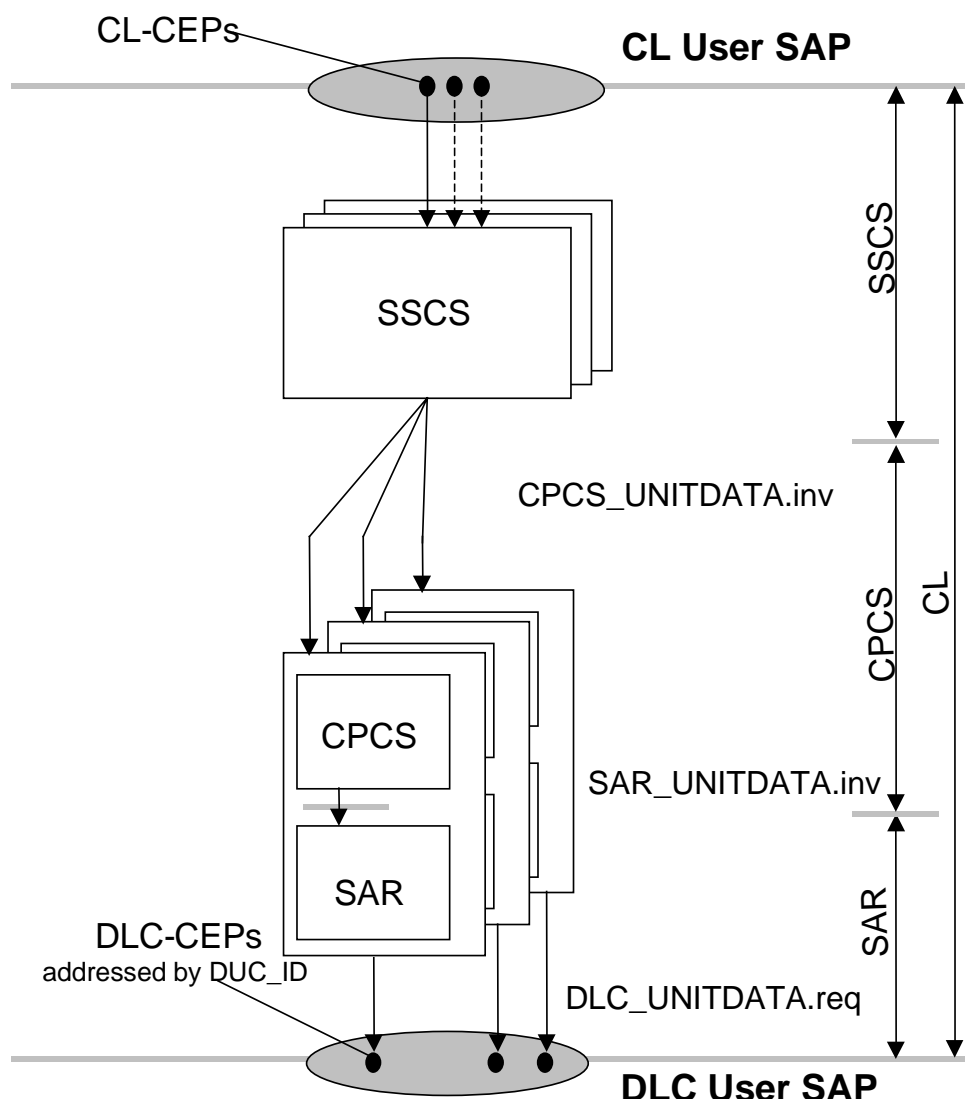 CL-CEPs
CL User SAP
SSCS
SSCS
CPCS_UNITDATA.inv
CL
CPCS
CPCS
SAR_UNITDATA.inv
SAR
SAR
DLC-CEPs
addressed by DUC_ID
DLC_UNITDATA.req
DLC User SAP